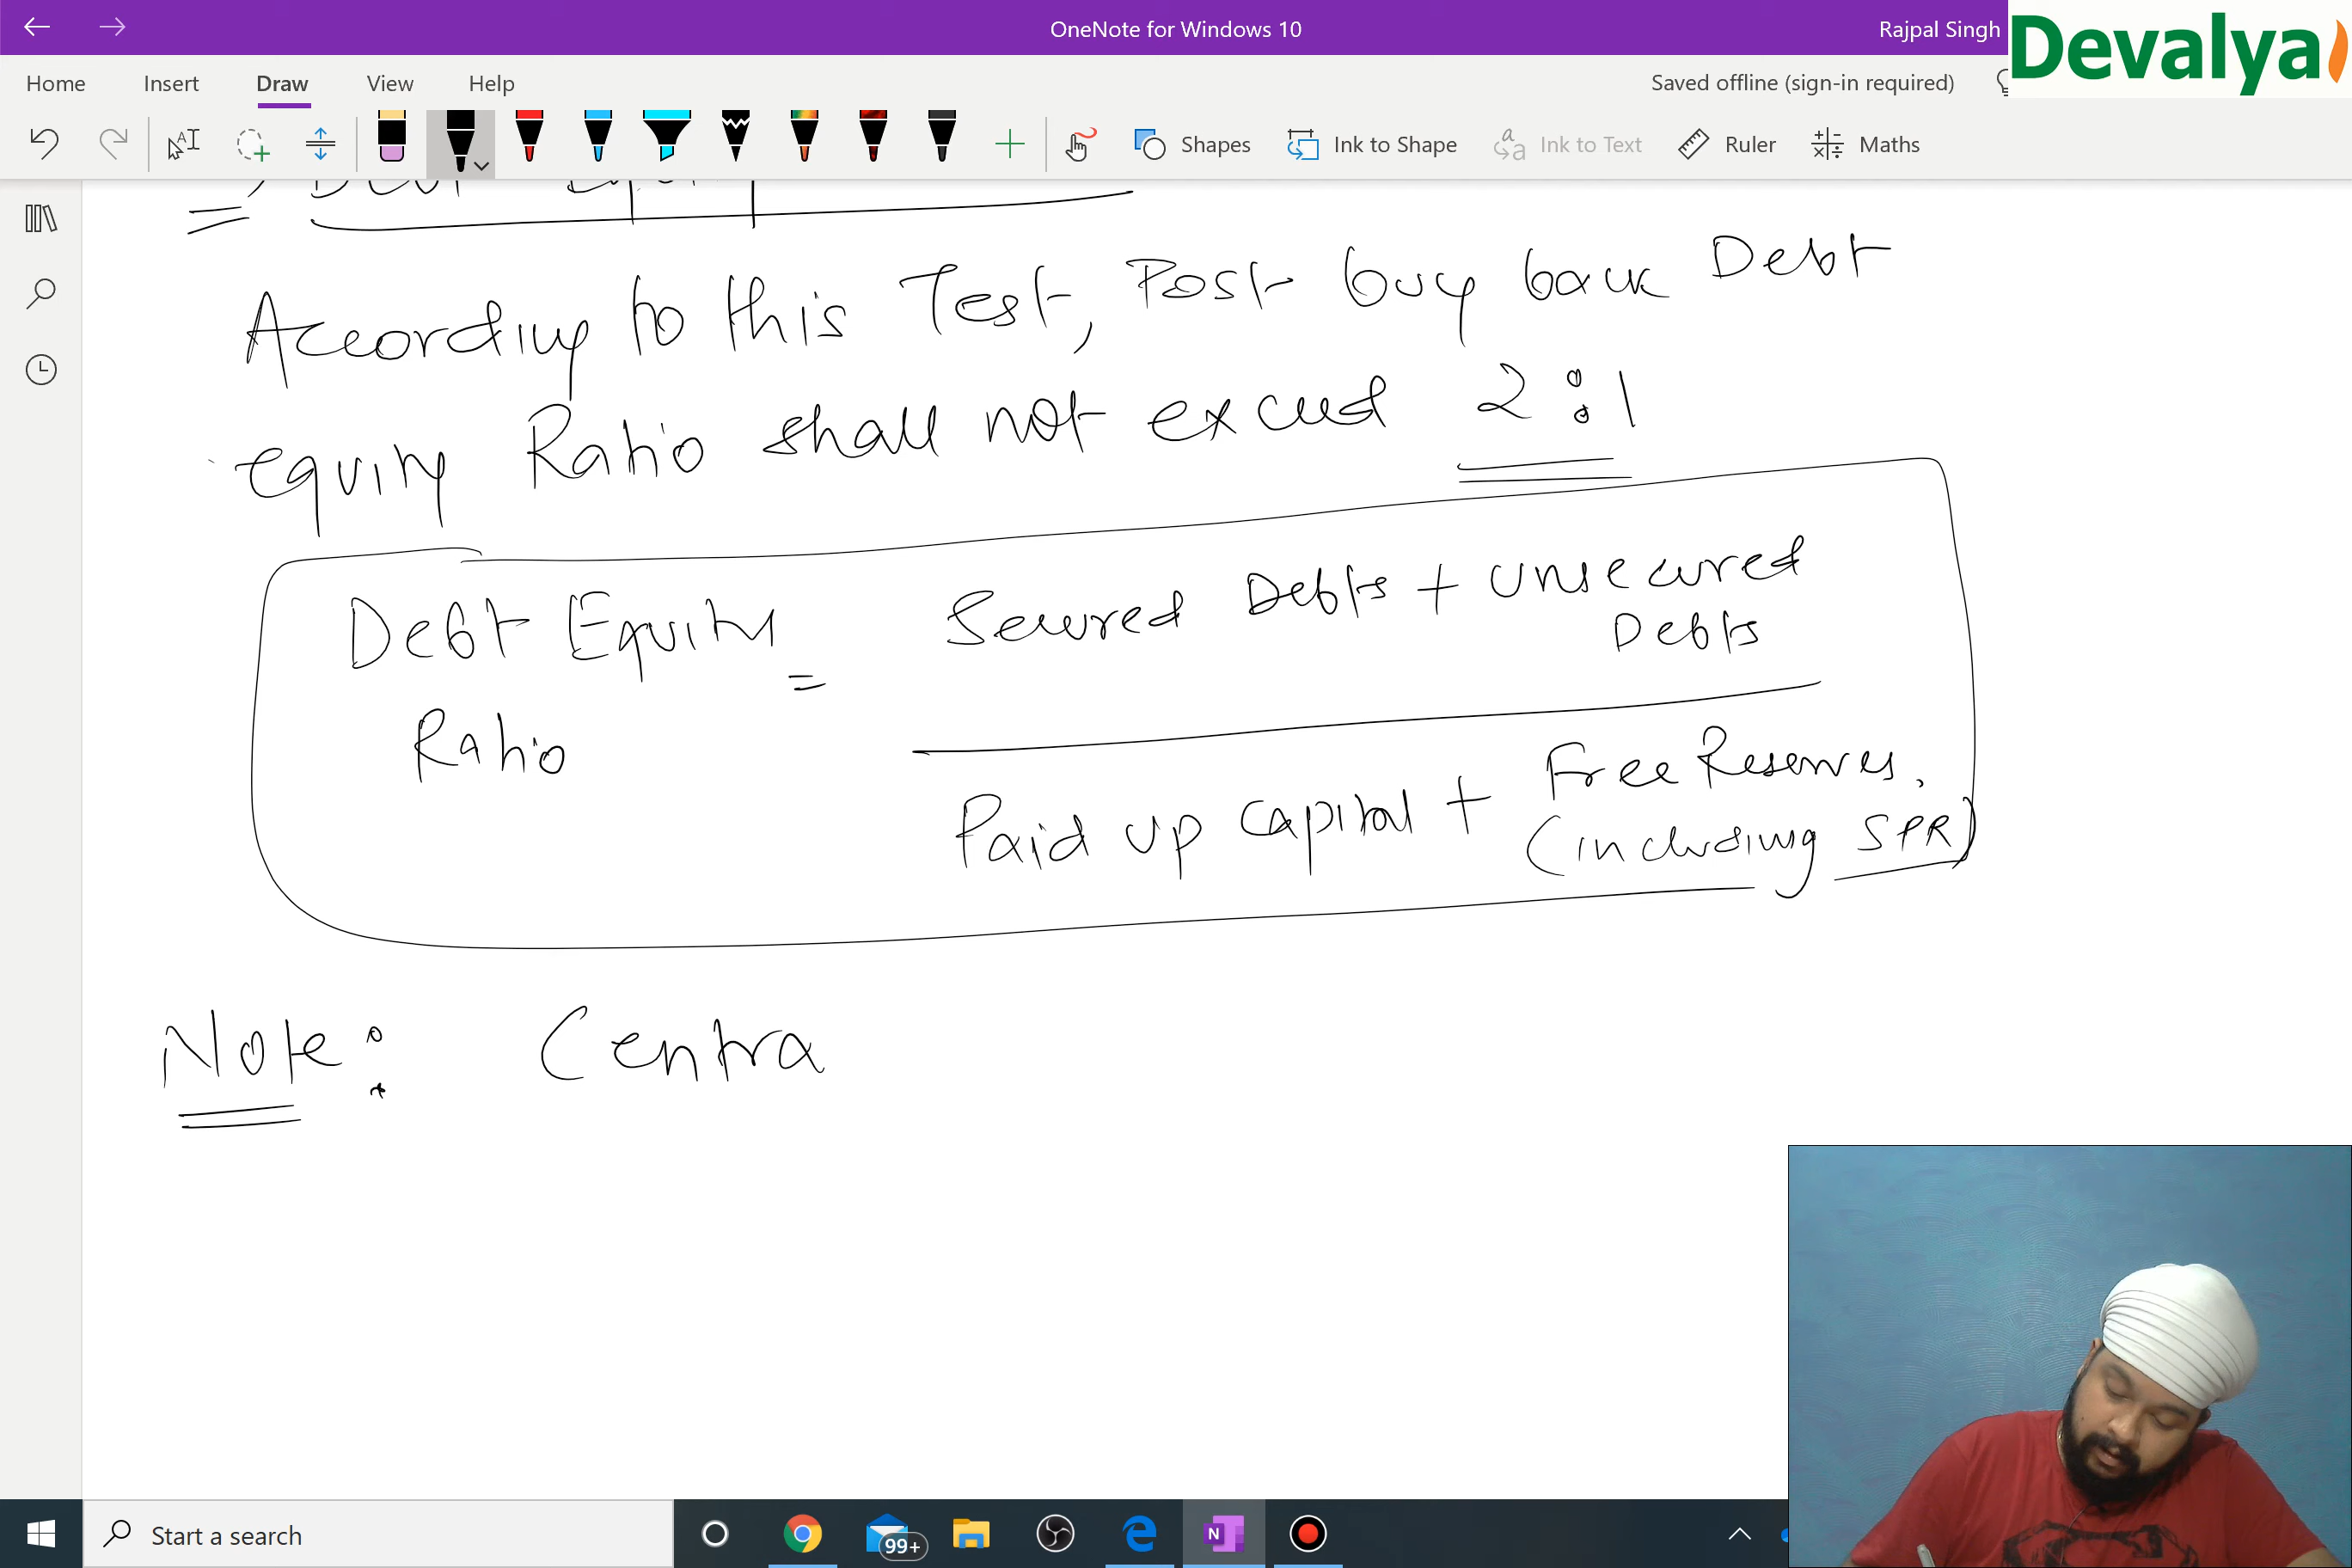 OneNote for Windows 10
Rajpal Singh
Devalya
Home Insert Draw View Help
Saved offline (sign-in required)
Shapes Ink to Shape Ink to Text Ruler Maths
According to this Test, Post buy back Debt
equity Ratio shall not exceed 2:1
Debt Equity Ratio = Secured Debts + unsecured Debts
Paid up capital + Free Reserves.
(including SPR)
Note: Centra
Start a search
99+
N